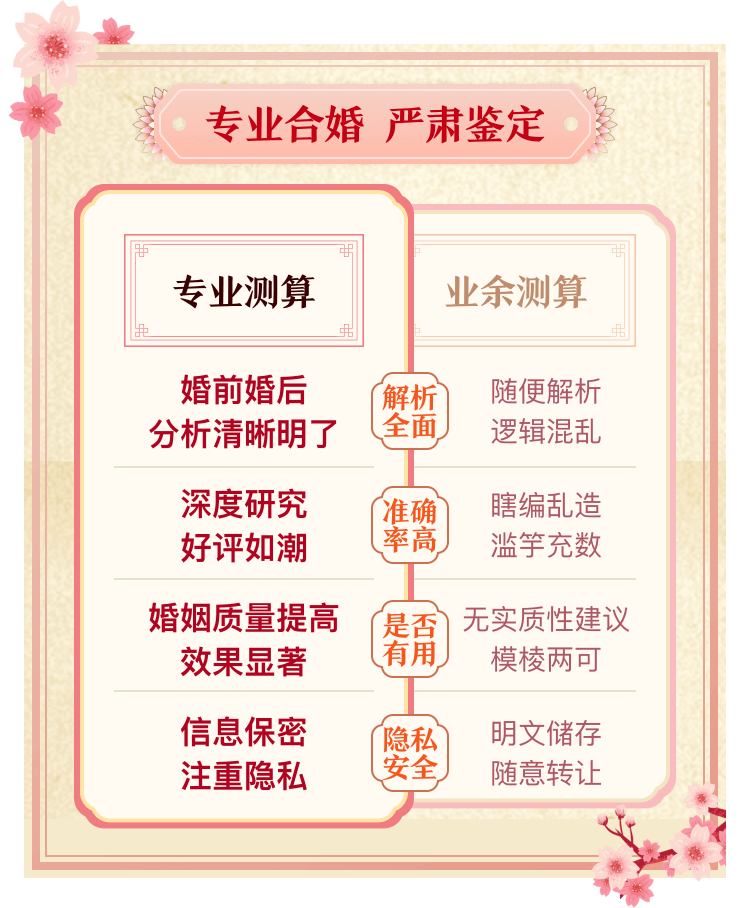 专业合婚 严肃鉴定
专业测算
业余测算
婚前婚后
分析清晰明了
解析
全面
随便解析
逻辑混乱
深度研究
好评如潮
准确
率高
瞎编乱造
滥竽充数
婚姻质量提高
效果显著
是否
有用
无实质性建议
模棱两可
信息保密
注重隐私
隐私
安全
明文储存
随意转让